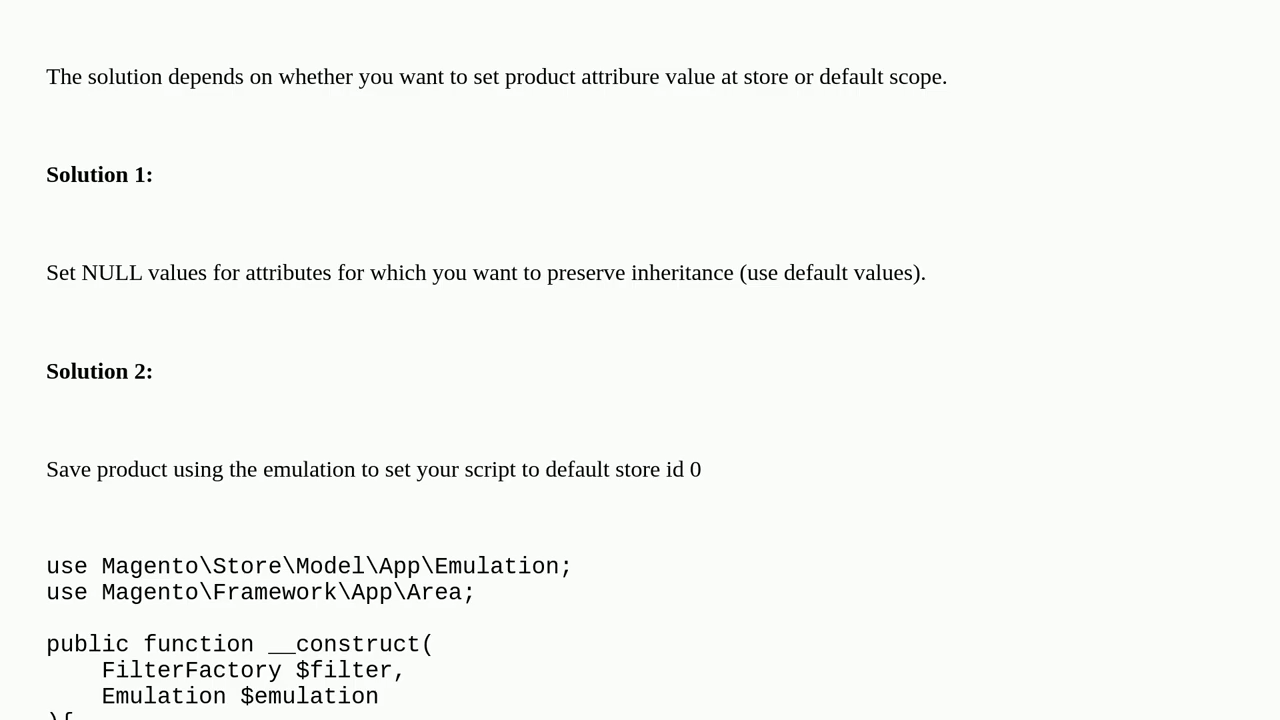 The solution depends on whether you want to set product attribure value at store or default scope.
Solution 1:
Set NULL values for attributes for which you want to preserve inheritance (use default values).
Solution 2:
Save product using the emulation to set your script to default store id 0
use Magento\Store\Model\App\Emulation;
use Magento\Framework\App\Area;
public function __construct(
    FilterFactory $filter,
    Emulation $emulation
){